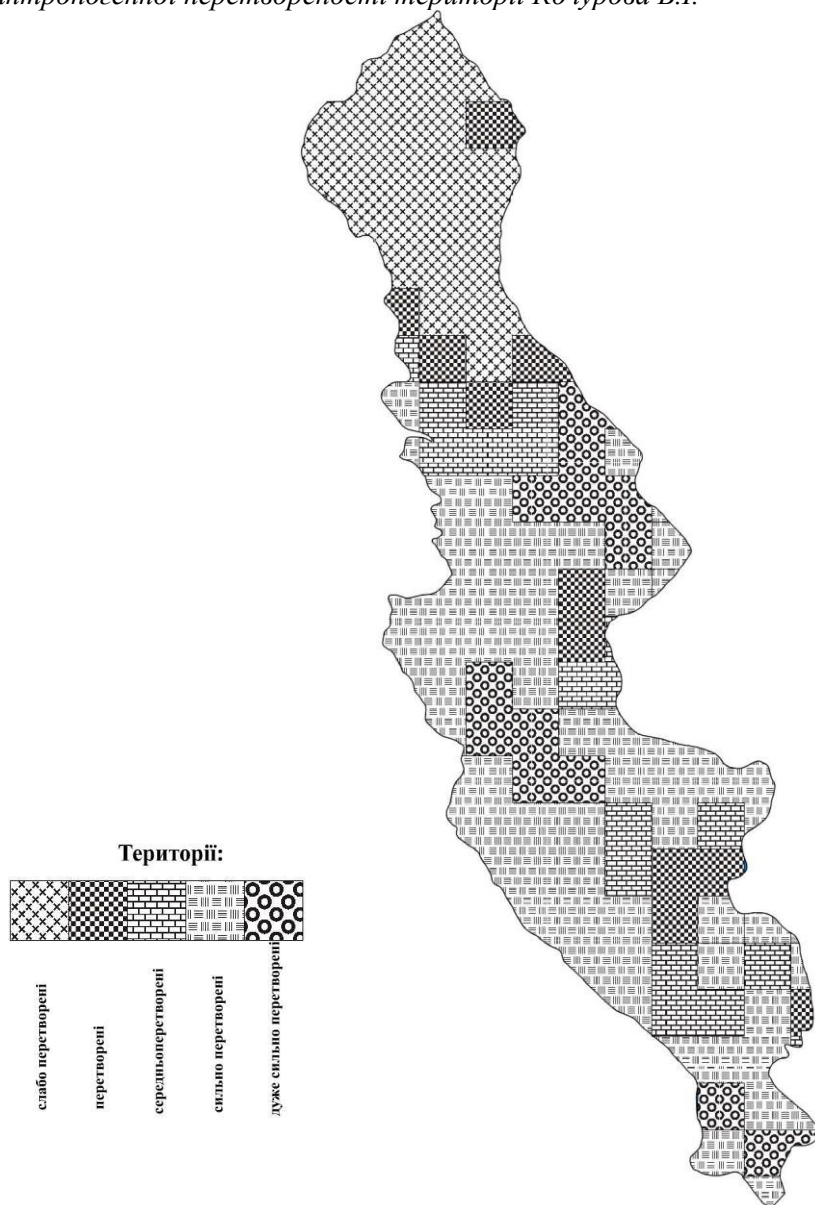 антропогенної перетвореності території Кочурова Б.І.
Території:
слабо перетворені
перетворені
середньоперетворені
сильно перетворені
дуже сильно перетворені